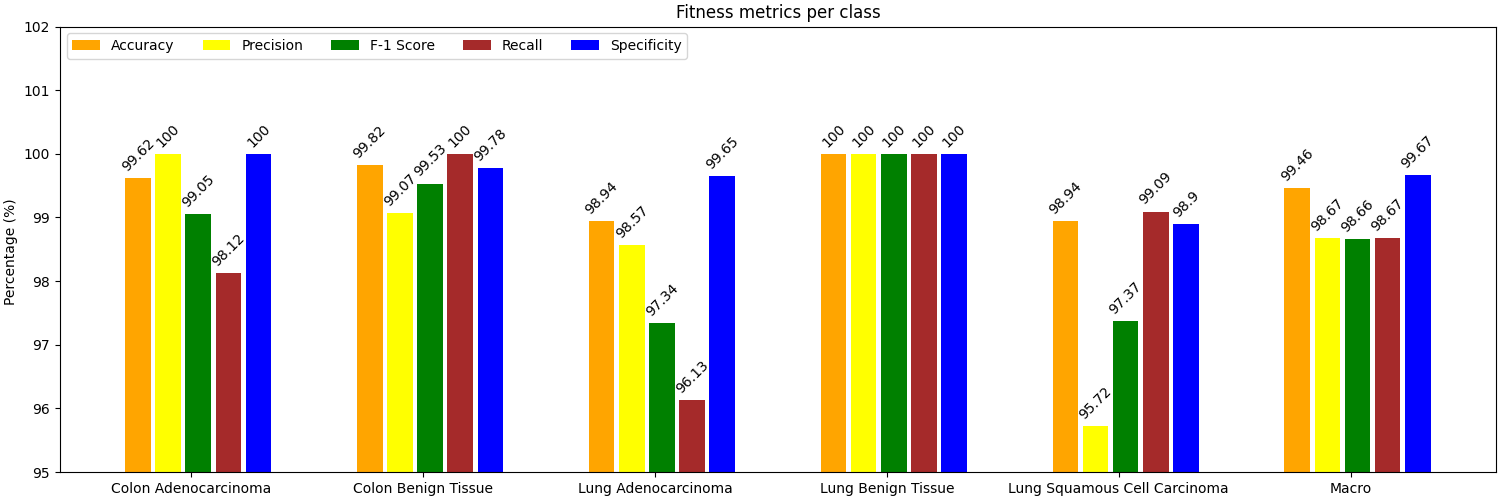 Fitness metrics per class
Accuracy Precision F-1 Score Recall Specificity
Percentage (%)
102
101
100
99
98
97
96
95
99.62 100 99.05 98.12 100
99.82 99.07 99.53 100 99.78
98.94 98.57 97.34 96.13 99.65
100 100 100 100 100
98.94 95.72 97.37 99.09 98.9
99.46 98.67 98.66 98.67 99.67
Colon Adenocarcinoma Colon Benign Tissue Lung Adenocarcinoma Lung Benign Tissue Lung Squamous Cell Carcinoma Macro